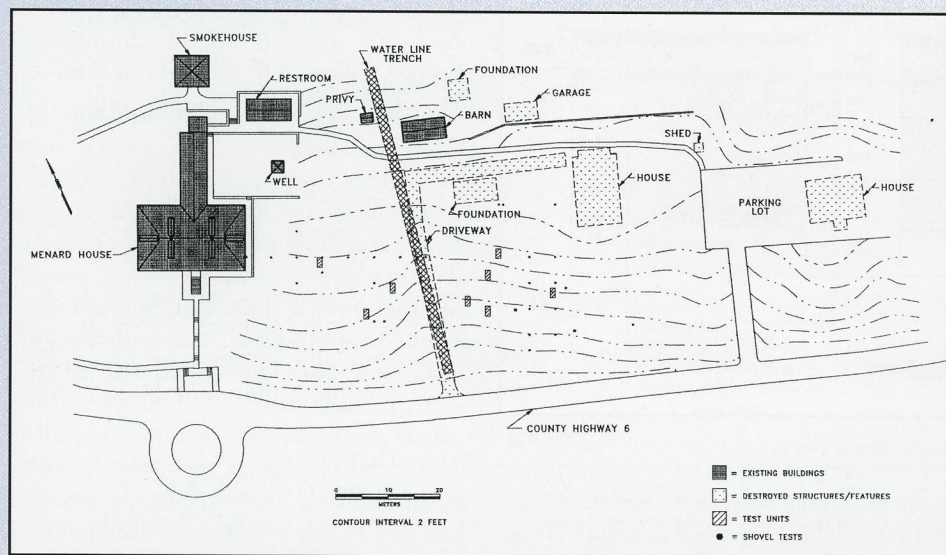 SMOKEHOUSE
WATER LINE
TRENCH
FOUNDATION
RESTROOM
GARAGE
PRIVY
BARN
SHED
WELL
HOUSE
HOUSE
PARKING
LOT
FOUNDATION
DRIVEWAY
MENARD HOUSE
COUNTY HIGHWAY 6
0 10 20
METERS
CONTOUR INTERVAL 2 FEET
= EXISTING BUILDINGS
= DESTROYED STRUCTURES/FEATURES
= TEST UNITS
= SHOVEL TESTS